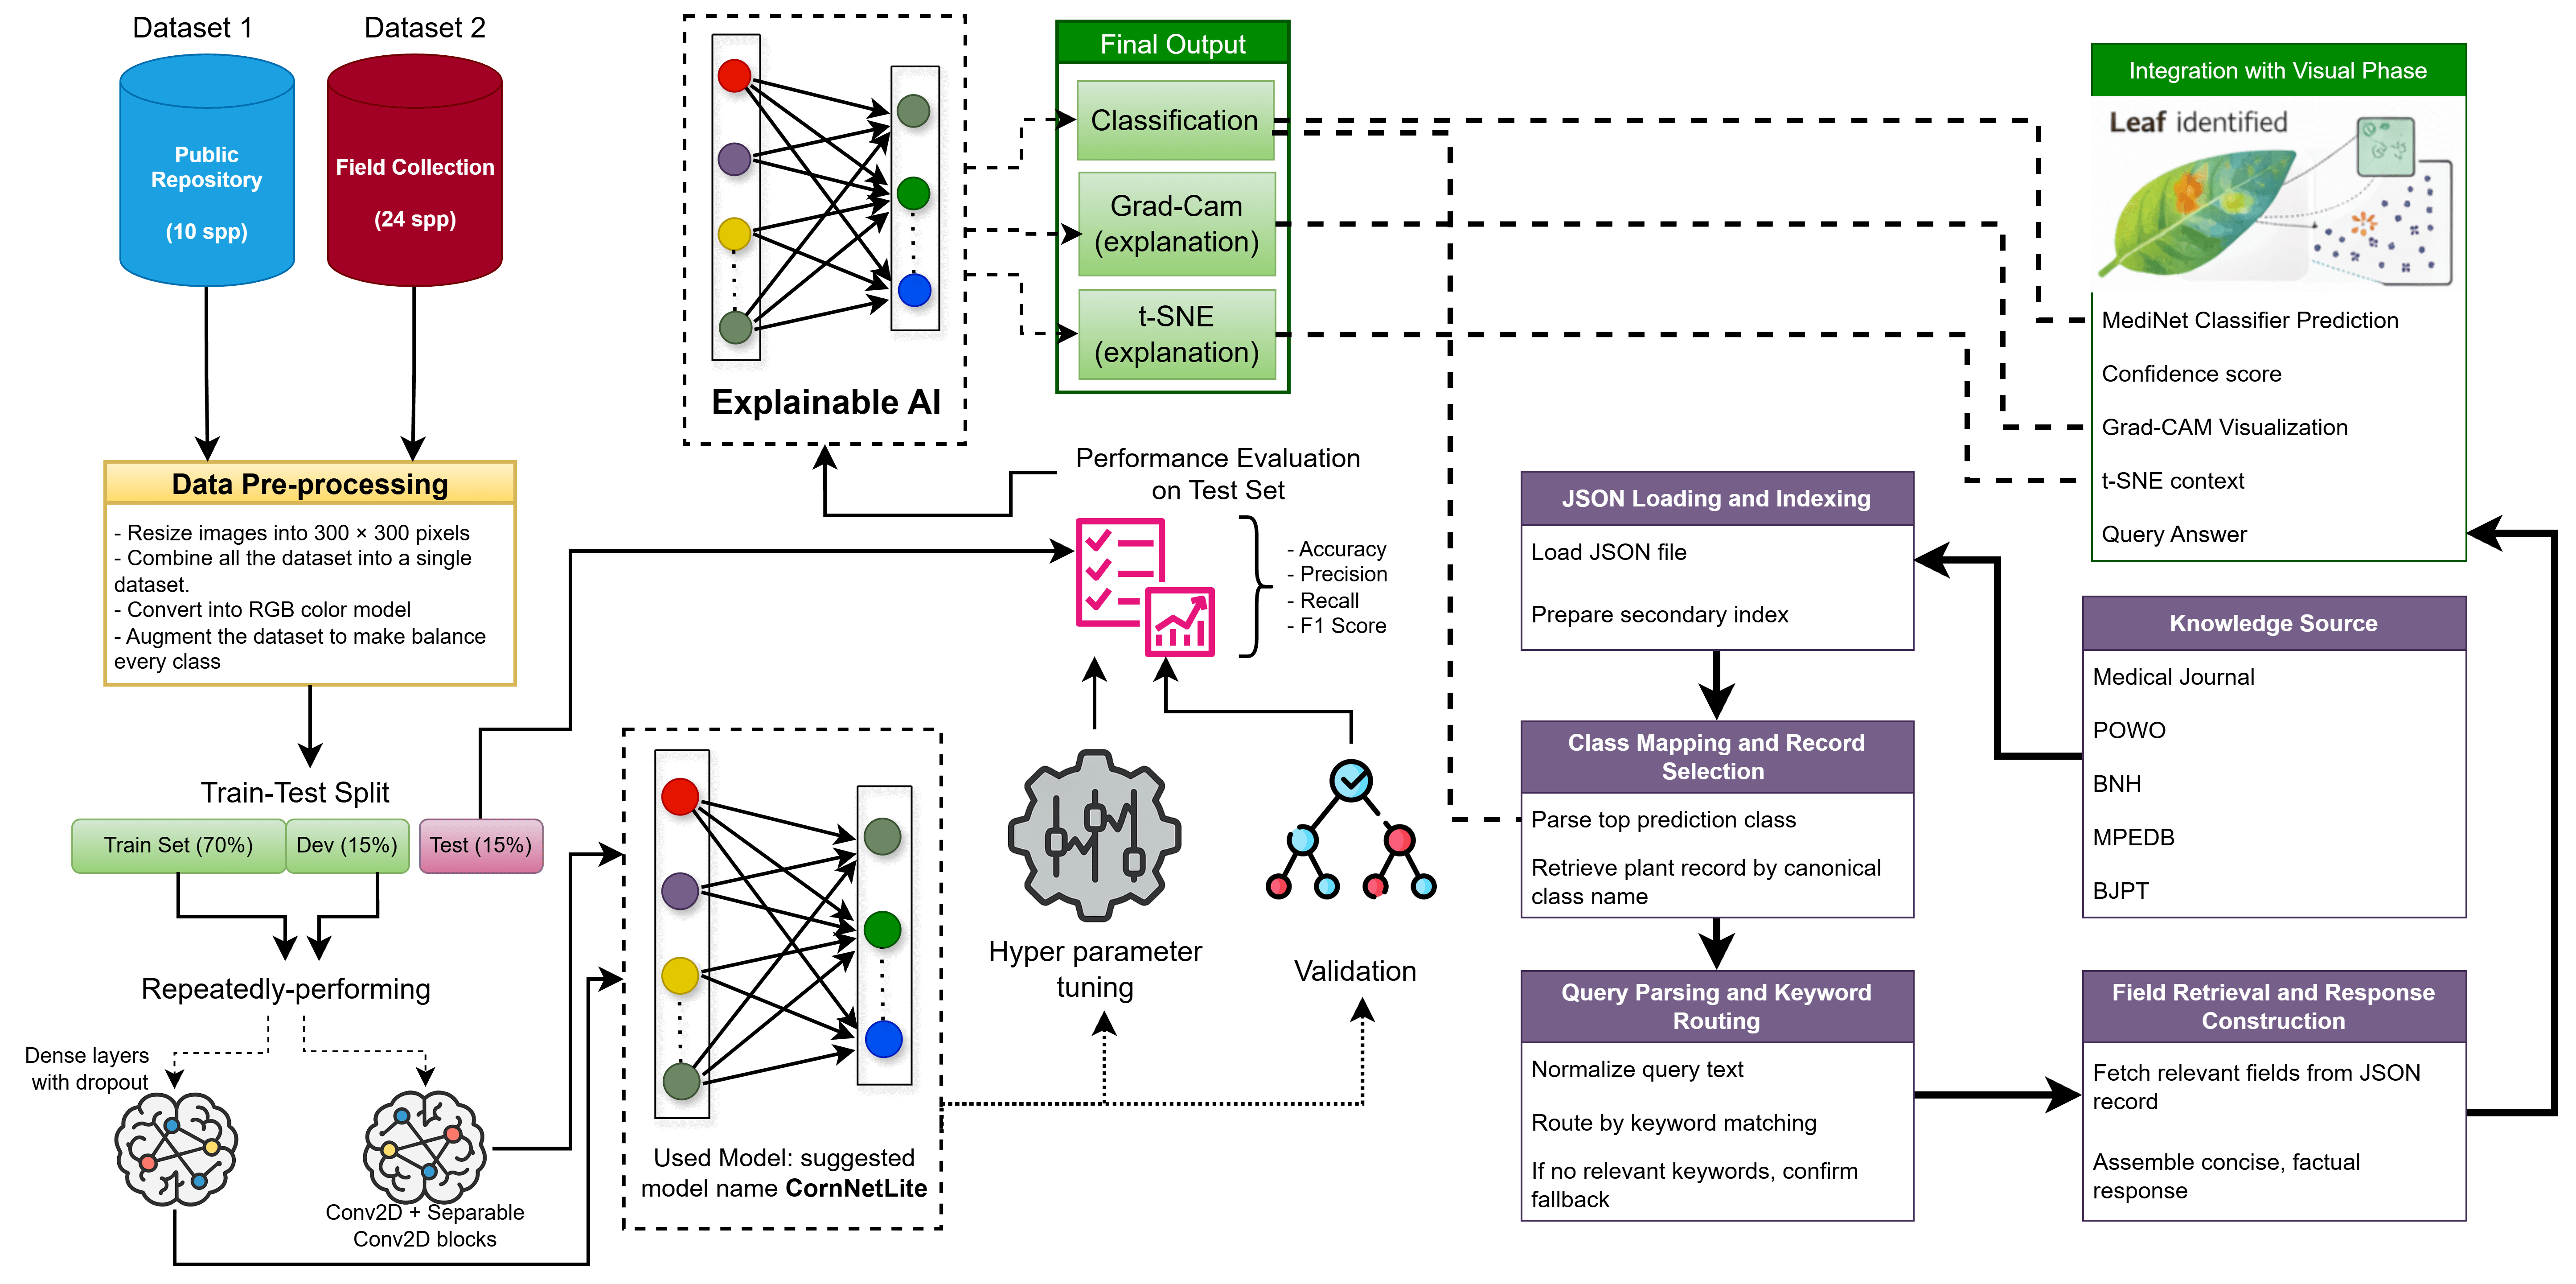 Dataset 1
Dataset 2
Public
Repository
(10 spp)
Field Collection
(24 spp)
Data Pre-processing
- Resize images into 300 × 300 pixels
- Combine all the dataset into a single
dataset.
- Convert into RGB color model
- Augment the dataset to make balance
every class
Train-Test Split
Train Set (70%)
Dev (15%)
Test (15%)
Repeatedly-performing
Dense layers
with dropout
Conv2D + Separable
Conv2D blocks
Explainable AI
Final Output
Classification
Grad-Cam
(explanation)
t-SNE
(explanation)
Performance Evaluation
on Test Set
- Accuracy
- Precision
- Recall
- F1 Score
Used Model: suggested
model name CornNetLite
Hyper parameter
tuning
Validation
JSON Loading and Indexing
Load JSON file
Prepare secondary index
Class Mapping and Record
Selection
Parse top prediction class
Retrieve plant record by canonical
class name
Query Parsing and Keyword
Routing
Normalize query text
Route by keyword matching
If no relevant keywords, confirm
fallback
Integration with Visual Phase
Leaf identified
MediNet Classifier Prediction
Confidence score
Grad-CAM Visualization
t-SNE context
Query Answer
Knowledge Source
Medical Journal
POWO
BNH
MPEDB
BJPT
Field Retrieval and Response
Construction
Fetch relevant fields from JSON
record
Assemble concise, factual
response